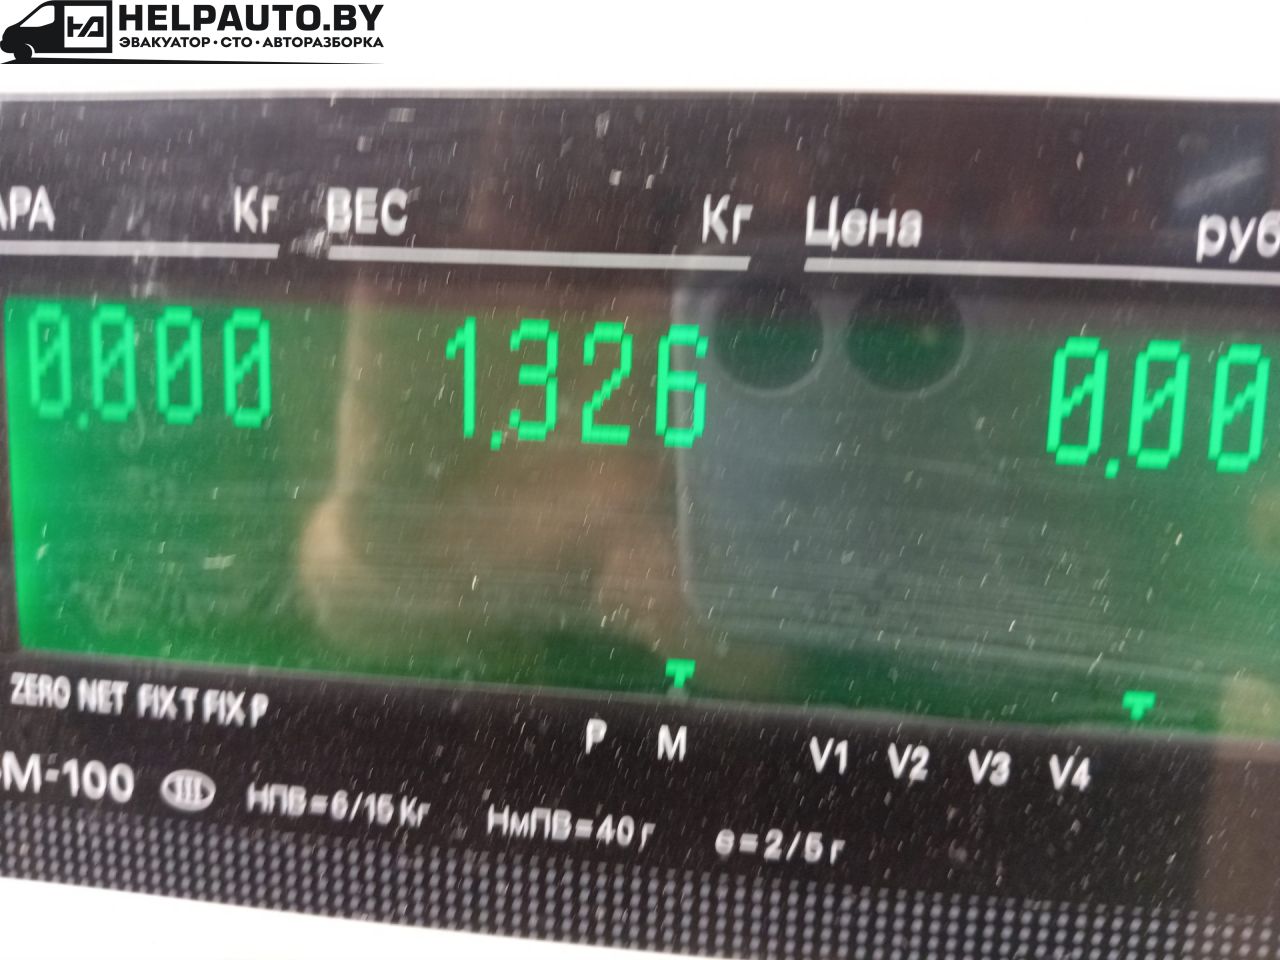 HELPAUTO.BY
ЭВАКУАТОР · СТО · АВТОРАЗБОРКА
АРА Кг ВЕС Кг Цена руб
0.000 1.326 0.00
ZERO NET FIX T FIX P
P M V1 V2 V3 V4
М-100 НПВ=6/15 Кг НмПВ=40 г e=2/5 г